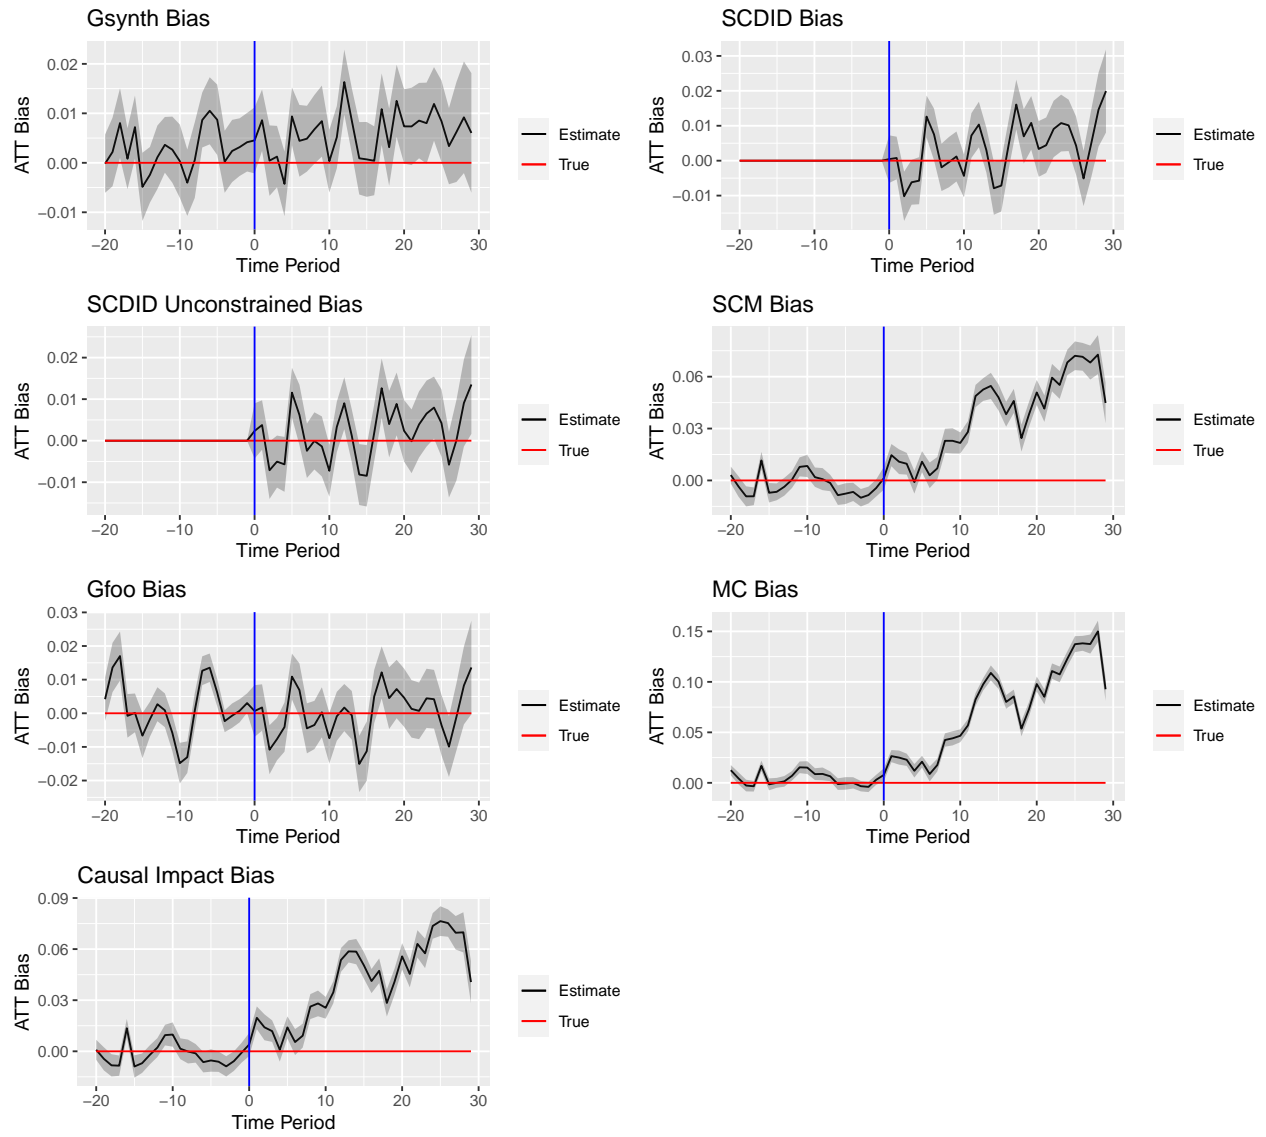 Gsynth Bias
ATT Bias
0.02
0.01
0.00
−0.01
−20 −10 0 10 20 30
Time Period
Estimate
True
SCDID Bias
ATT Bias
0.03
0.02
0.01
0.00
−0.01
−20 −10 0 10 20 30
Time Period
Estimate
True
SCDID Unconstrained Bias
ATT Bias
0.02
0.01
0.00
−0.01
−20 −10 0 10 20 30
Time Period
Estimate
True
SCM Bias
ATT Bias
0.06
0.03
0.00
−20 −10 0 10 20 30
Time Period
Estimate
True
Gfoo Bias
ATT Bias
0.03
0.02
0.01
0.00
−0.01
−0.02
−20 −10 0 10 20 30
Time Period
Estimate
True
MC Bias
ATT Bias
0.15
0.10
0.05
0.00
−20 −10 0 10 20 30
Time Period
Estimate
True
Causal Impact Bias
ATT Bias
0.09
0.06
0.03
0.00
−20 −10 0 10 20 30
Time Period
Estimate
True